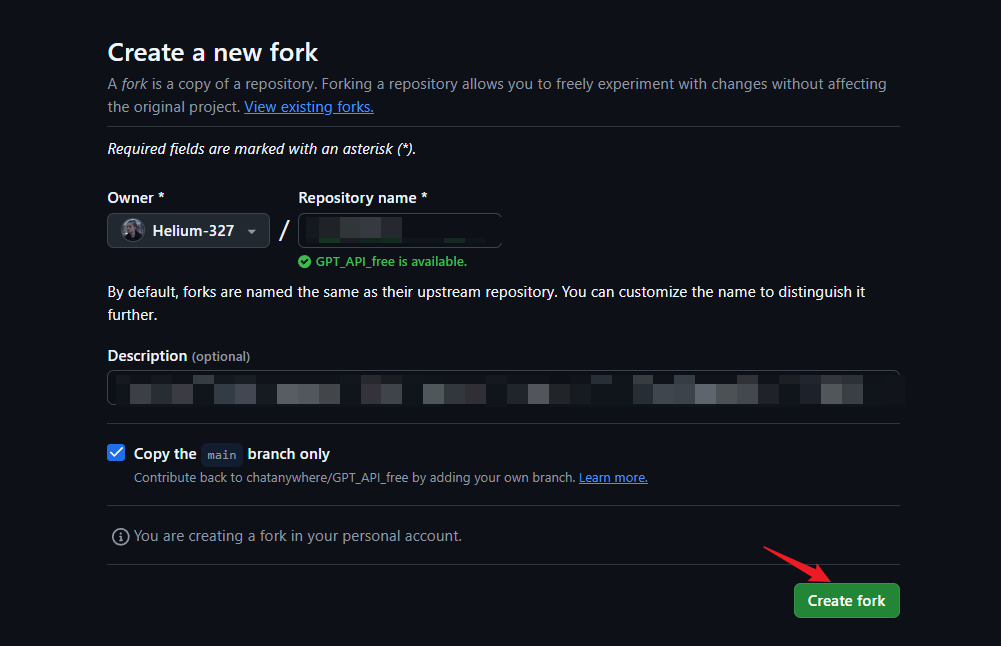 Create a new fork
A fork is a copy of a repository. Forking a repository allows you to freely experiment with changes without affecting
the original project. View existing forks.
Required fields are marked with an asterisk (*).
Owner *
Repository name *
Helium-327
/
GPT_API_free is available.
By default, forks are named the same as their upstream repository. You can customize the name to distinguish it
further.
Description (optional)
Copy the main branch only
Contribute back to chatanywhere/GPT_API_free by adding your own branch. Learn more.
You are creating a fork in your personal account.
Create fork